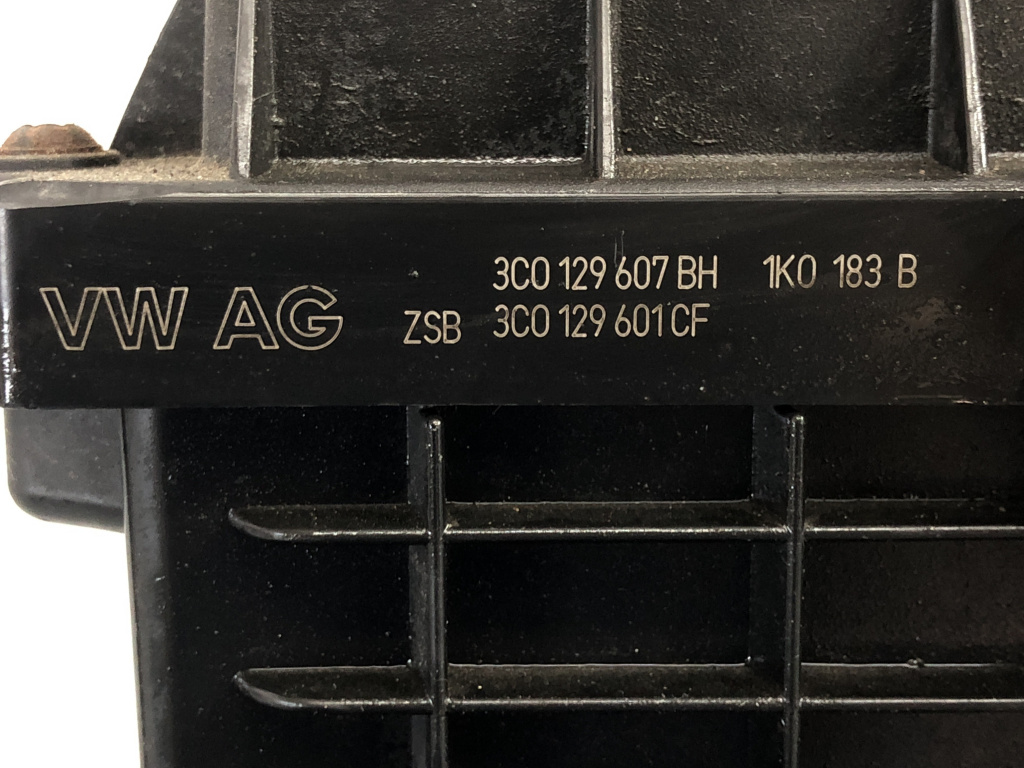 VW AG
3C0 129 607 BH 1K0 183 B
ZSB 3C0 129 601 CF